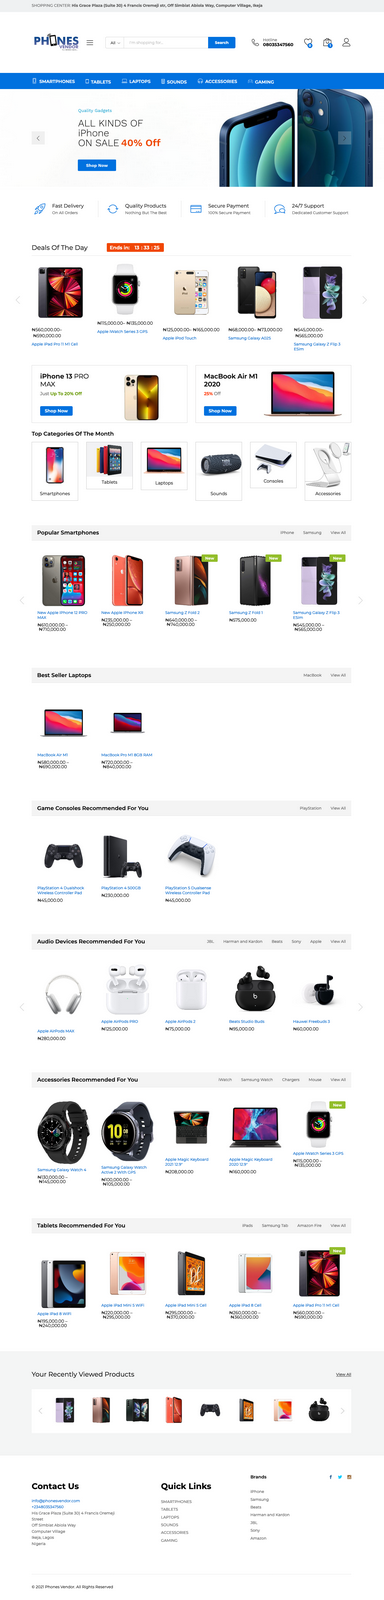 SHOPPING CENTER: His Grace Plaza (Suite 30) 4 Francis Oremeji str, Off Simbiat Abiola Way, Computer Village, Ikeja
PHONES
VENDOR
All
I'm shopping for...
Search
Hotline
08035347560
SMARTPHONES TABLETS LAPTOPS SOUNDS ACCESSORIES GAMING
Quality Gadgets
ALL KINDS OF
iPhone
ON SALE 40% Off
Shop Now
Fast Delivery
On All Orders
Quality Products
Nothing But The Best
Secure Payment
100% Secure Payment
24/7 Support
Dedicated Customer Support
Deals Of The Day
Ends in: 13 : 33 : 25
₦560,000.00–
₦590,000.00
Apple iPad Pro 11 M1 Cell
₦115,000.00– ₦135,000.00
Apple iWatch Series 3 GPS
₦125,000.00 – ₦165,000.00
Apple iPod Touch
₦68,000.00– ₦73,000.00
Samsung Galaxy A02S
₦545,000.00–
₦565,000.00
Samsung Galaxy Z Flip 3
ESim
iPhone 13 PRO
MAX
Just Up To 20% Off
Shop Now
MacBook Air M1
2020
25% Off
Shop Now
Top Categories Of The Month
Smartphones
Tablets
Laptops
Sounds
Consoles
Accessories
Popular Smartphones
iPhone Samsung View All
New Apple iPhone 12 PRO
MAX
₦610,000.00 –
₦710,000.00
New Apple iPhone XR
₦235,000.00 –
₦250,000.00
New
Samsung Z Fold 2
₦640,000.00 –
₦740,000.00
New
Samsung Z Fold 1
₦575,000.00
New
Samsung Galaxy Z Flip 3
ESim
₦545,000.00 –
₦565,000.00
Best Seller Laptops
MacBook View All
MacBook Air M1
₦580,000.00 –
₦690,000.00
MacBook Pro M1 8GB RAM
₦720,000.00 –
₦840,000.00
Game Consoles Recommended For You
PlayStation View All
PlayStation 4 Dualshock
Wireless Controller Pad
₦45,000.00
PlayStation 4 500GB
₦230,000.00
PlayStation 5 Dualsense
Wireless Controller Pad
₦45,000.00
Audio Devices Recommended For You
JBL Harman and Kardon Beats Sony Apple View All
Apple AirPods MAX
₦280,000.00
Apple AirPods PRO
₦125,000.00
Apple AirPods 2
₦75,000.00
Beats Studio Buds
₦95,000.00
Huawei Freebuds 3
₦60,000.00
Accessories Recommended For You
iWatch Samsung Watch Chargers Mouse View All
Samsung Galaxy Watch 4
₦130,000.00 –
₦145,000.00
Samsung Galaxy Watch
Active 2 With GPS
₦100,000.00 –
₦105,000.00
Apple Magic Keyboard
2021 12.9"
₦208,000.00
Apple Magic Keyboard
2020 12.9"
₦160,000.00
New
Apple iWatch Series 3 GPS
₦115,000.00 –
₦135,000.00
Tablets Recommended For You
iPads Samsung Tab Amazon Fire View All
Apple iPad 8 WiFi
₦195,000.00 –
₦240,000.00
Apple iPad Mini 5 WiFi
₦220,000.00 –
₦295,000.00
Apple iPad Mini 5 Cell
₦295,000.00 –
₦370,000.00
Apple iPad 8 Cell
₦260,000.00 –
₦360,000.00
New
Apple iPad Pro 11 M1 Cell
₦560,000.00 –
₦590,000.00
Your Recently Viewed Products
View All
Contact Us
info@phonesvendor.com
+2348035347560
His Grace Plaza (Suite 30) 4 Francis Oremeji
Street
Off Simbiat Abiola Way
Computer Village
Ikeja, Lagos
Nigeria
Quick Links
SMARTPHONES
TABLETS
LAPTOPS
SOUNDS
ACCESSORIES
GAMING
Brands
iPhone
Samsung
Beats
Harman and Kardon
JBL
Sony
Amazon
© 2021 Phones Vendor. All Rights Reserved